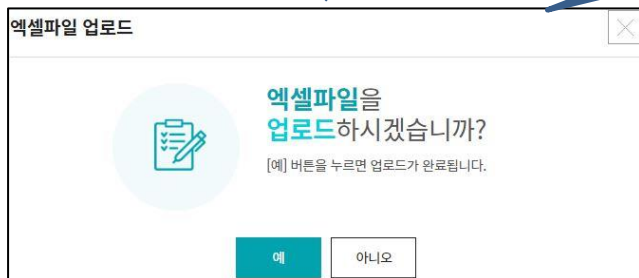 엑셀파일 업로드
엑셀파일을
업로드하시겠습니까?
[예] 버튼을 누르면 업로드가 완료됩니다.
예
아니오